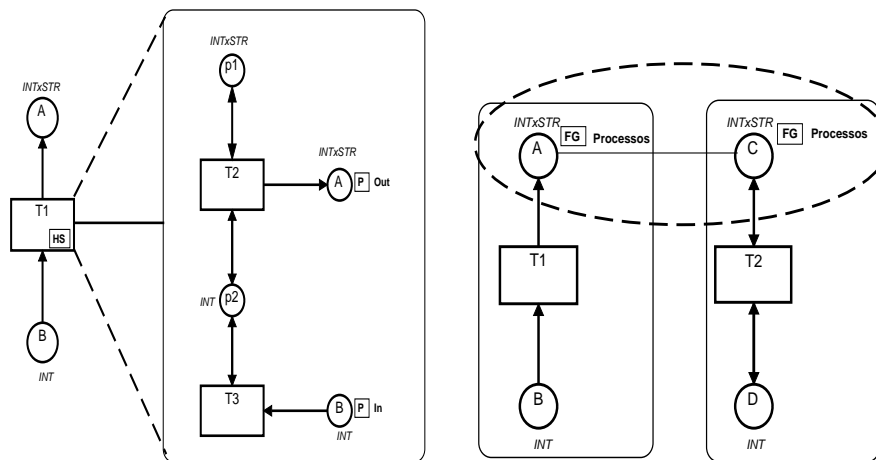 INTxSTR
A
T1
HS
B
INT
INTxSTR
p1
T2
INTxSTR
A P Out
INT p2
T3
B P In
INT
INTxSTR
A FG Processos
T1
B
INT
INTxSTR
C FG Processos
T2
D
INT